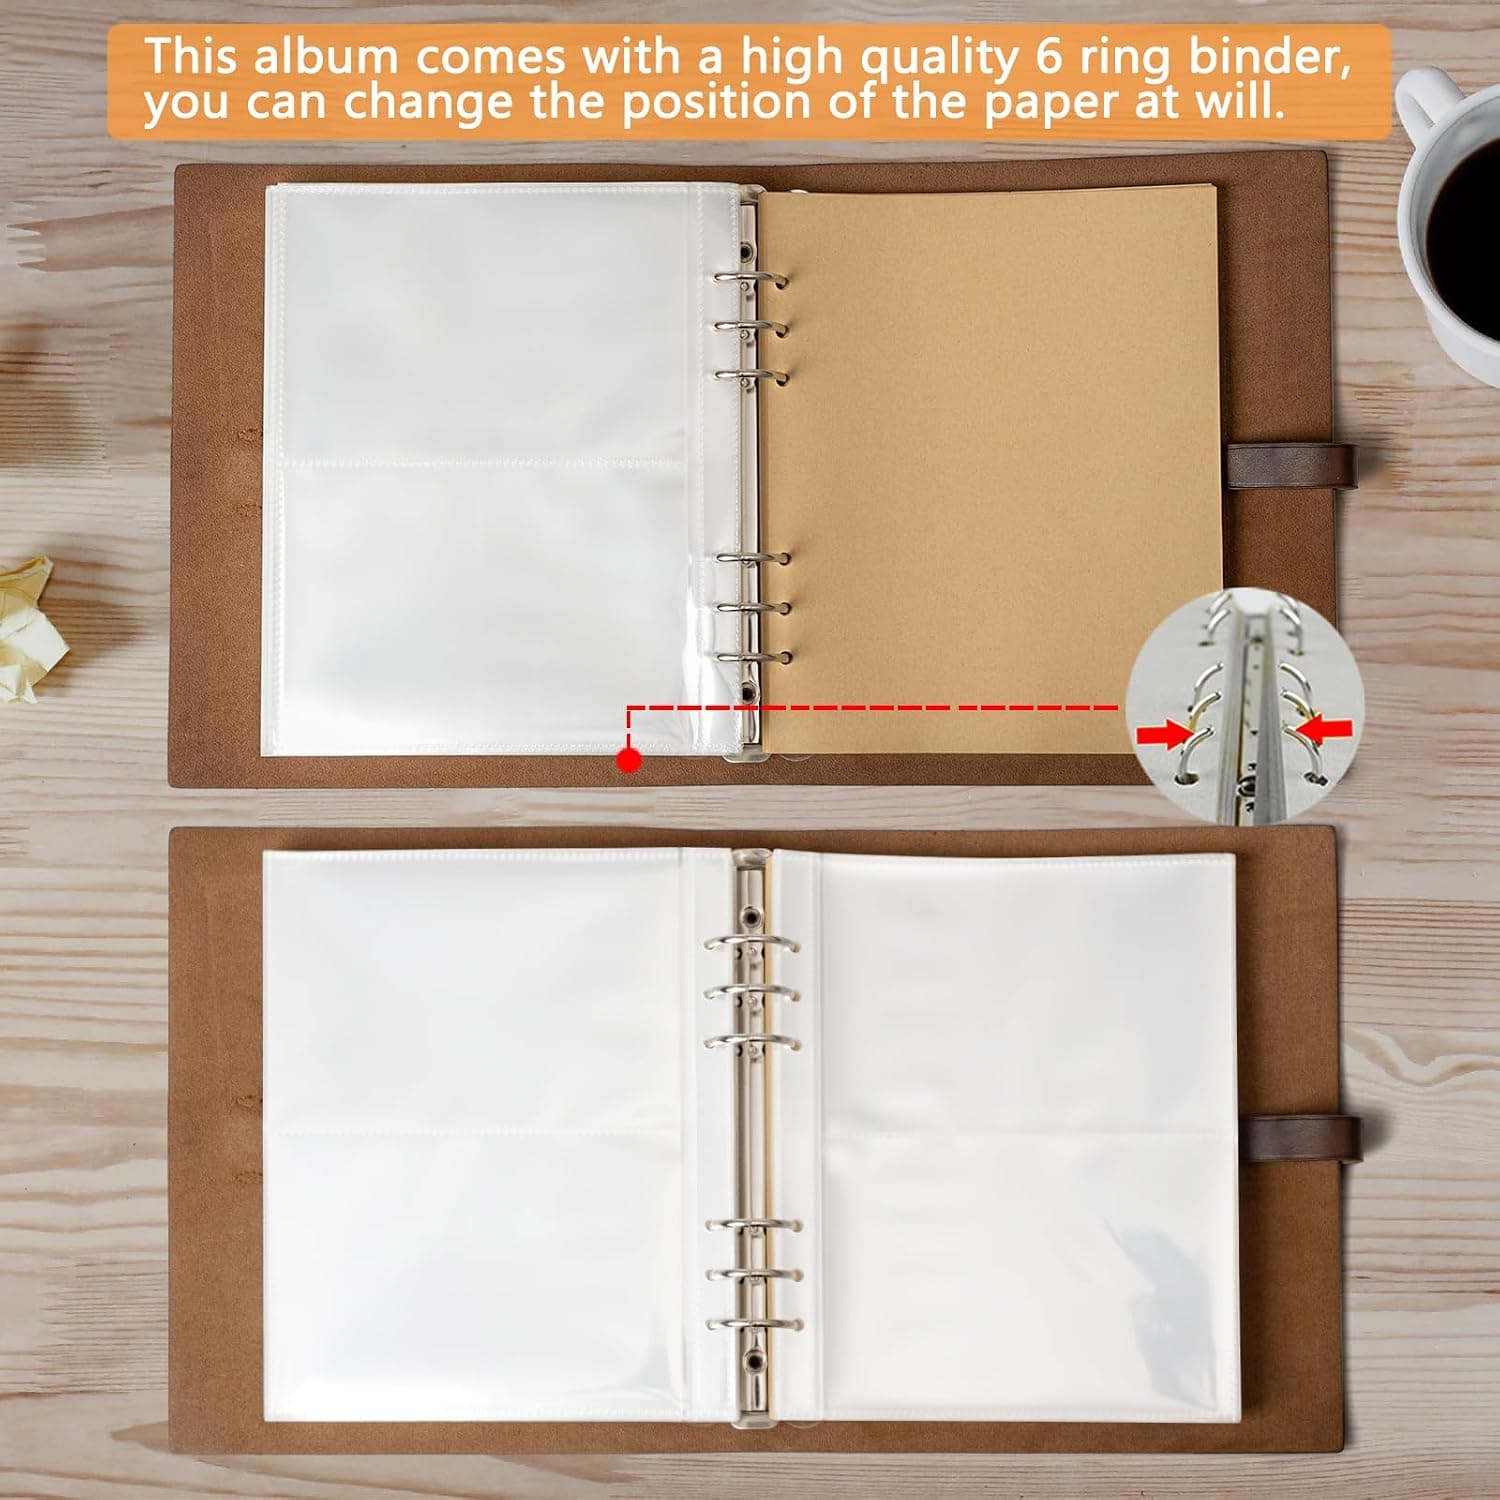 This album comes with a high quality 6 ring binder,
you can change the position of the paper at will.